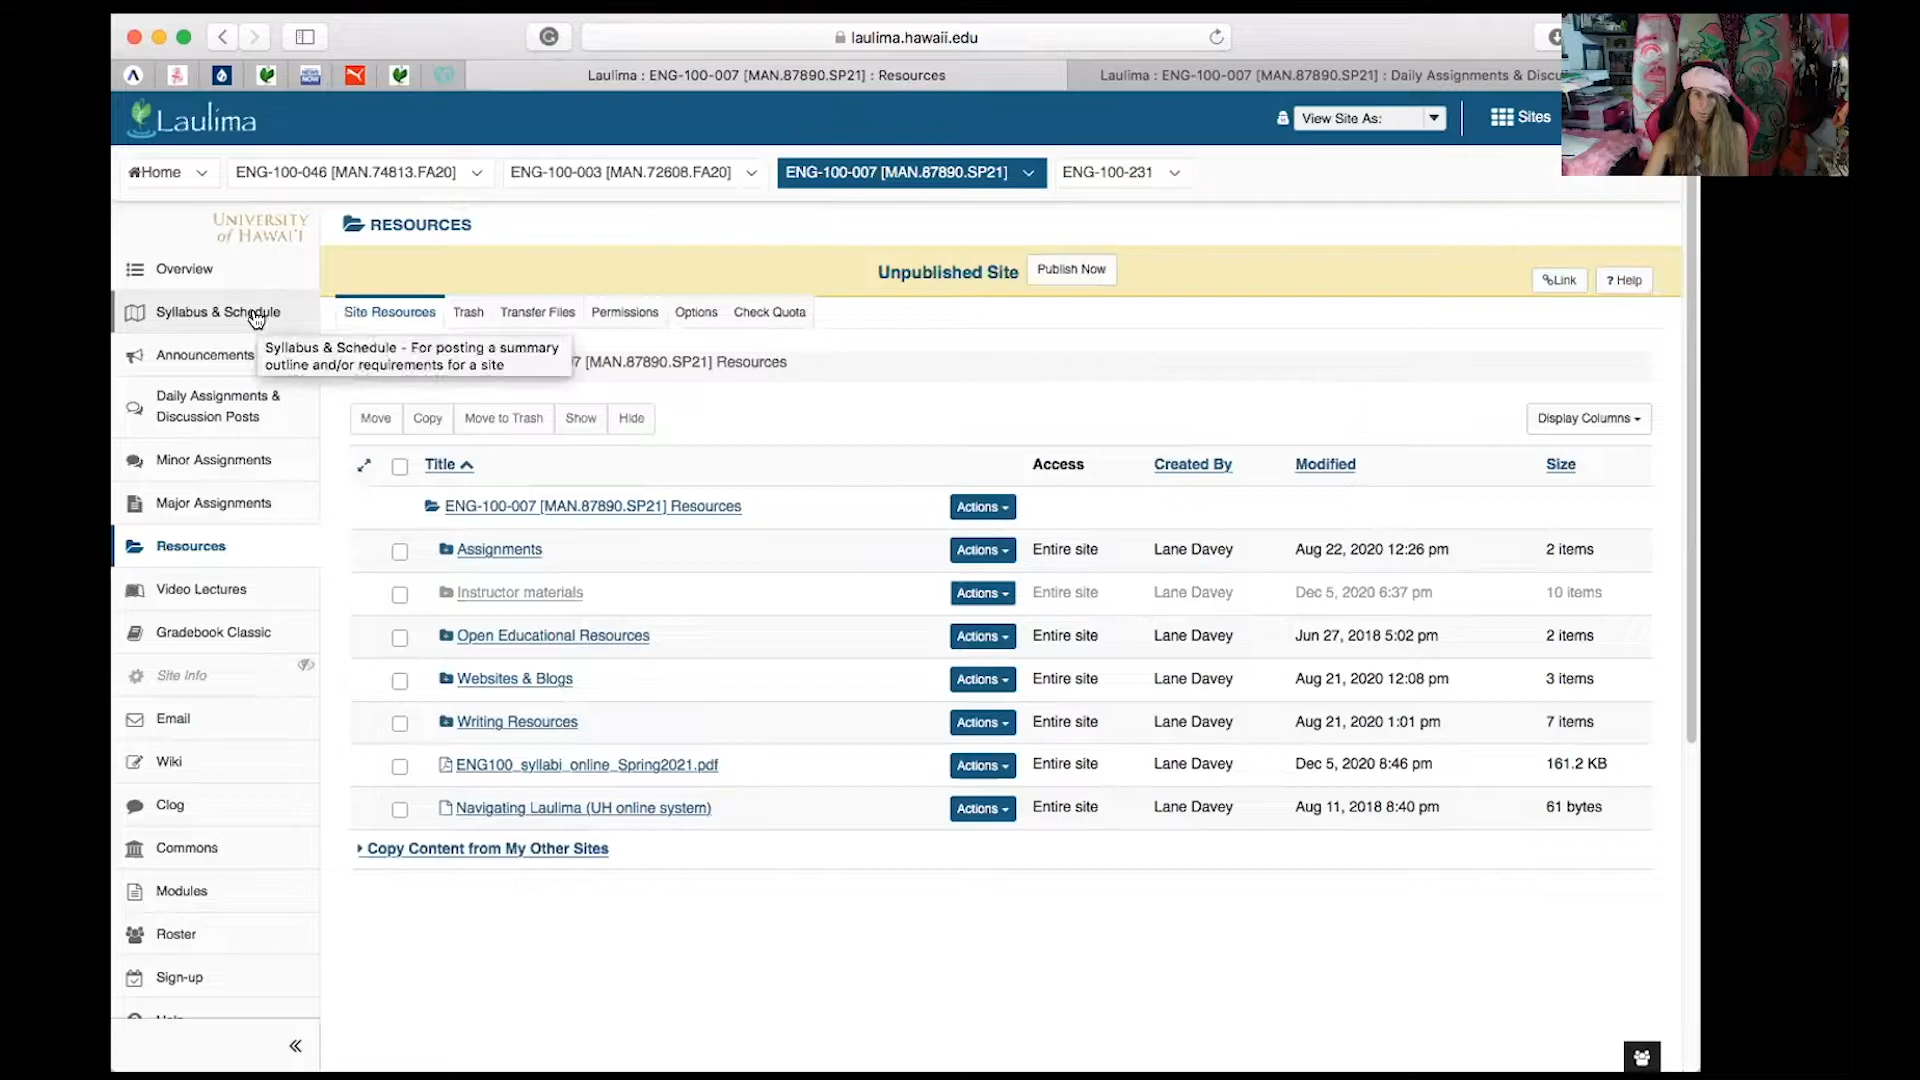 laulima.hawaii.edu
Laulima : ENG-100-007 [MAN.87890.SP21] : Resources
Laulima : ENG-100-007 [MAN.87890.SP21] : Daily Assignments & Discu
Laulima
View Site As:
Sites
Home
ENG-100-046 [MAN.74813.FA20]
ENG-100-003 [MAN.72608.FA20]
ENG-100-007 [MAN.87890.SP21]
ENG-100-231
UNIVERSITY
of HAWAI'I
RESOURCES
Overview
Unpublished Site
Publish Now
Link
? Help
Syllabus & Schedule
Site Resources
Trash
Transfer Files
Permissions
Options
Check Quota
Announcements
Syllabus & Schedule - For posting a summary
outline and/or requirements for a site
7 [MAN.87890.SP21] Resources
Daily Assignments &
Discussion Posts
Move
Copy
Move to Trash
Show
Hide
Display Columns
Minor Assignments
Title
Access
Created By
Modified
Size
Major Assignments
ENG-100-007 [MAN.87890.SP21] Resources
Actions
Resources
Assignments
Actions
Entire site
Lane Davey
Aug 22, 2020 12:26 pm
2 items
Video Lectures
Instructor materials
Actions
Entire site
Lane Davey
Dec 5, 2020 6:37 pm
10 items
Gradebook Classic
Open Educational Resources
Actions
Entire site
Lane Davey
Jun 27, 2018 5:02 pm
2 items
Site Info
Websites & Blogs
Actions
Entire site
Lane Davey
Aug 21, 2020 12:08 pm
3 items
Email
Writing Resources
Actions
Entire site
Lane Davey
Aug 21, 2020 1:01 pm
7 items
Wiki
ENG100_syllabi_online_Spring2021.pdf
Actions
Entire site
Lane Davey
Dec 5, 2020 8:46 pm
161.2 KB
Clog
Navigating Laulima (UH online system)
Actions
Entire site
Lane Davey
Aug 11, 2018 8:40 pm
61 bytes
Commons
Copy Content from My Other Sites
Modules
Roster
Sign-up